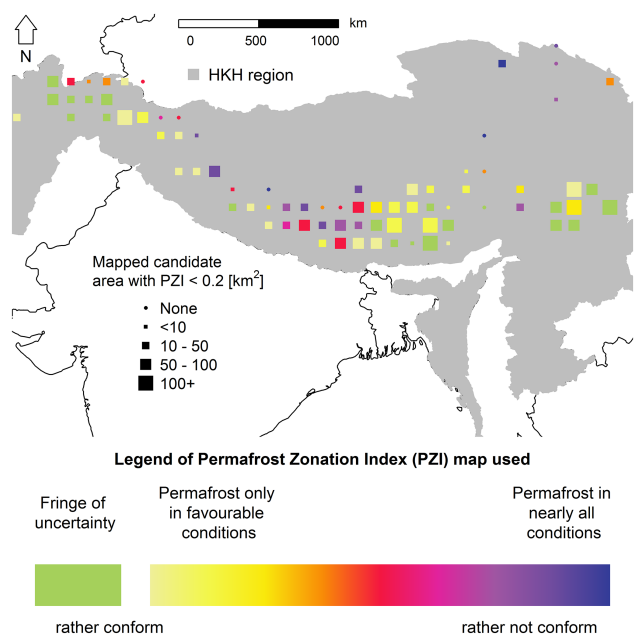 km
0 500 1000
N
HKH region
Mapped candidate
area with PZI < 0.2 [km²]
None
<10
10 - 50
50 - 100
100+
Legend of Permafrost Zonation Index (PZI) map used
Fringe of
uncertainty
Permafrost only
in favourable
conditions
Permafrost in
nearly all
conditions
rather conform
rather not conform